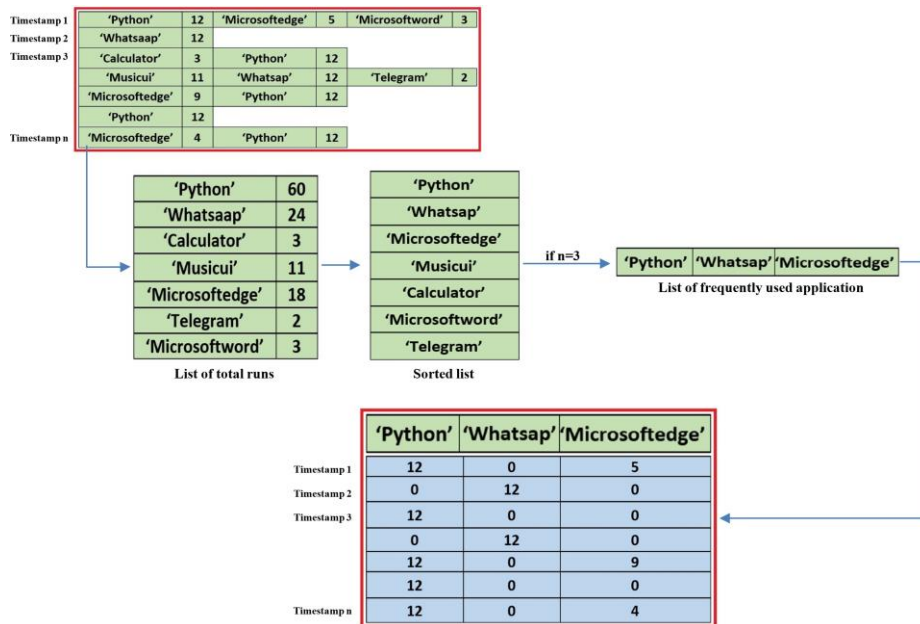 Timestamp 1 ‘Python’ 12 ‘Microsoftedge’ 5 ‘Microsoftword’ 3
Timestamp 2 ‘Whatsaap’ 12
Timestamp 3 ‘Calculator’ 3 ‘Python’ 12
‘Musicui’ 11 ‘Whatsap’ 12 ‘Telegram’ 2
‘Microsoftedge’ 9 ‘Python’ 12
‘Python’ 12
Timestamp n ‘Microsoftedge’ 4 ‘Python’ 12
‘Python’ 60
‘Whatsaap’ 24
‘Calculator’ 3
‘Musicui’ 11
‘Microsoftedge’ 18
‘Telegram’ 2
‘Microsoftword’ 3
List of total runs
‘Python’
‘Whatsap’
‘Microsoftedge’
‘Musicui’
‘Calculator’
‘Microsoftword’
‘Telegram’
Sorted list
if n=3
‘Python’ ‘Whatsap’ ‘Microsoftedge’
List of frequently used application
‘Python’ ‘Whatsap’ ‘Microsoftedge’
Timestamp 1 12 0 5
Timestamp 2 0 12 0
Timestamp 3 12 0 0
0 12 0
12 0 9
12 0 0
Timestamp n 12 0 4